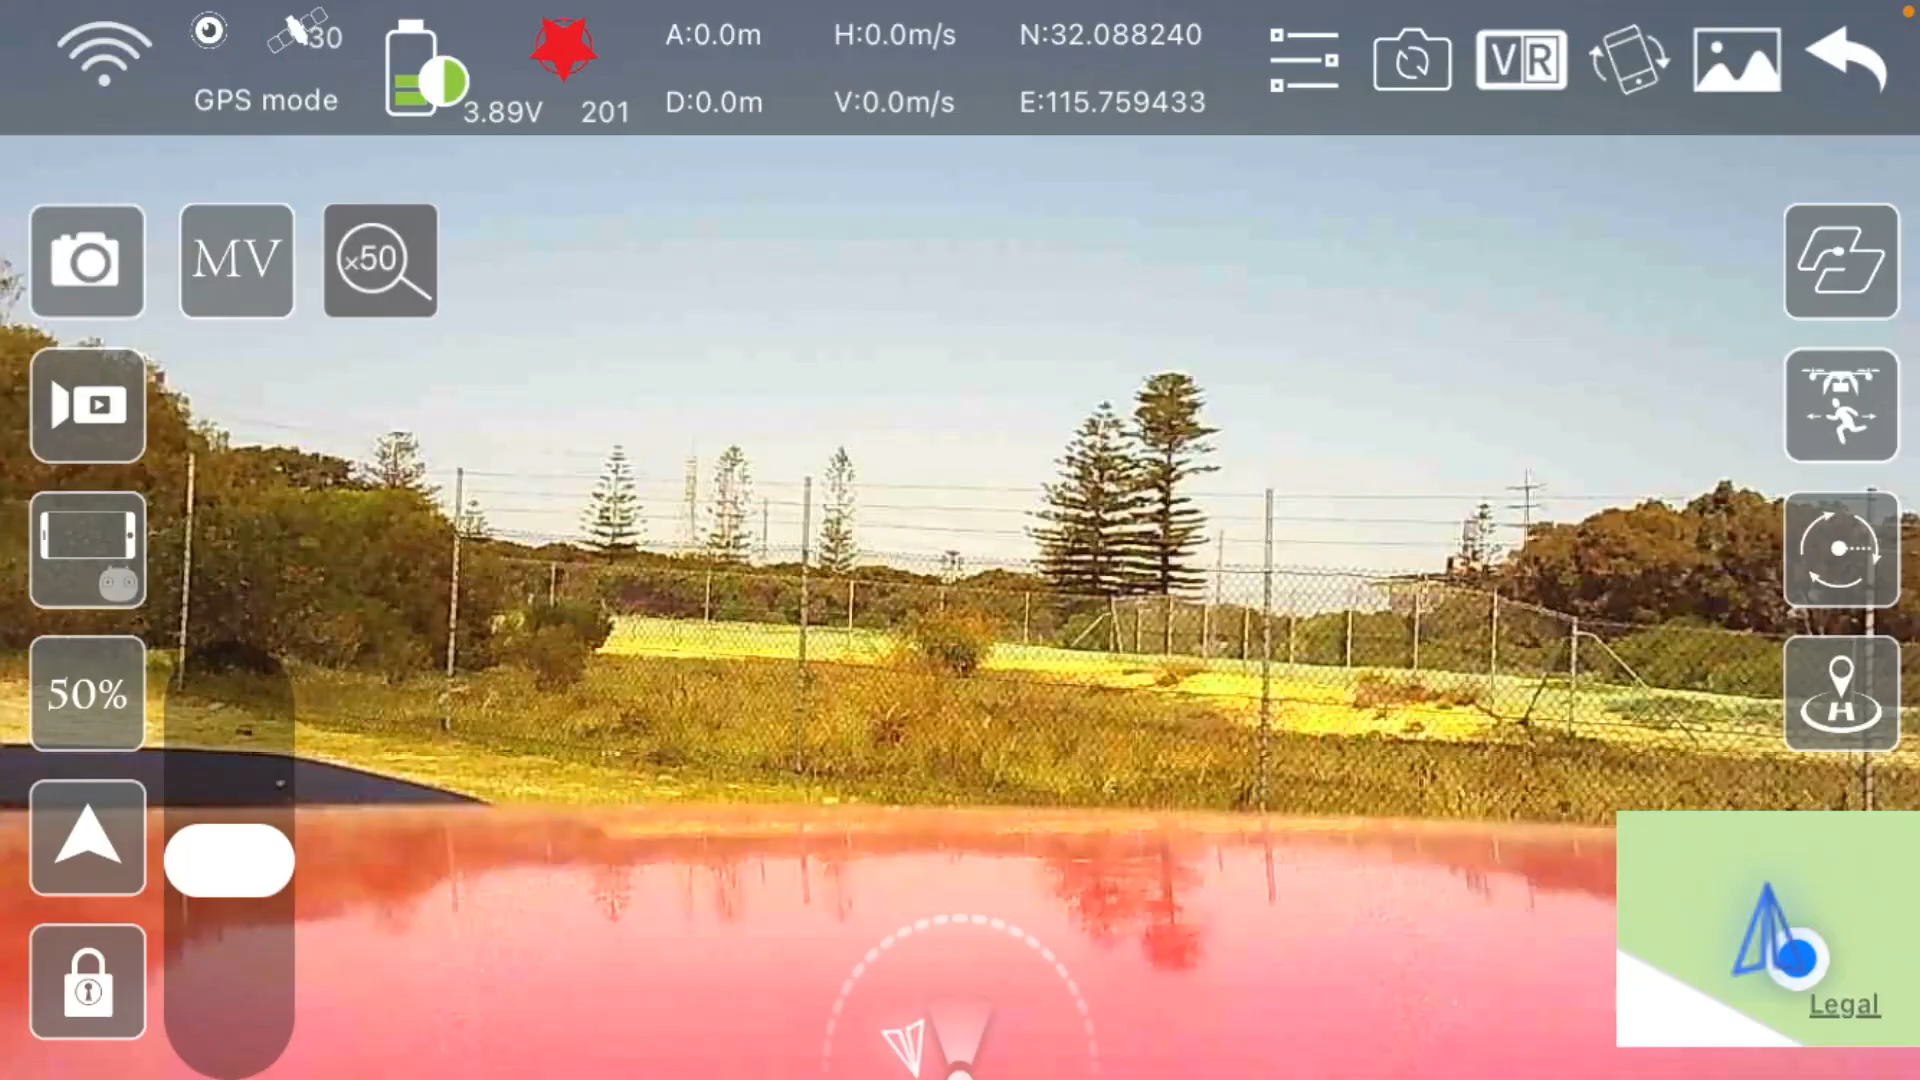 30
GPS mode
3.89V
201
A:0.0m
H:0.0m/s
N:32.088240
D:0.0m
V:0.0m/s
E:115.759433
VR
MV
×50
50%
H
Legal